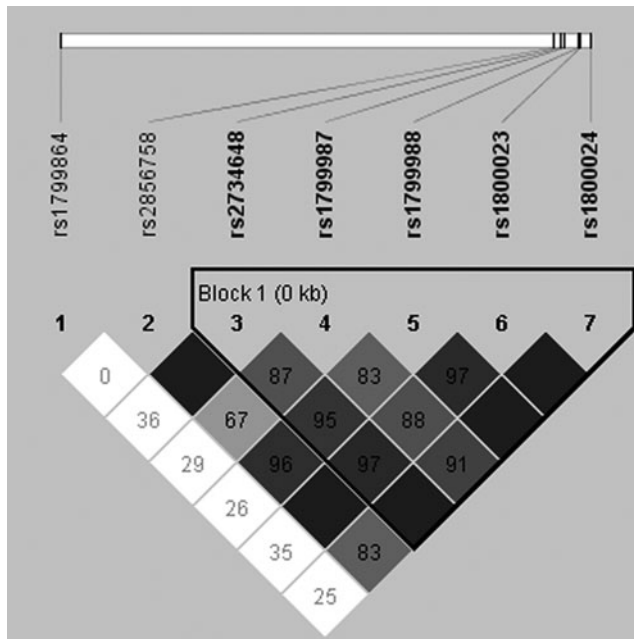 rs1799864
rs2856758
rs2734648
rs1799987
rs1799988
rs1800023
rs1800024
Block 1 (0 kb)
1 2 3 4 5 6 7
0 87 83 97
36 67 95 88
29 96 97 91
26
35 83
25